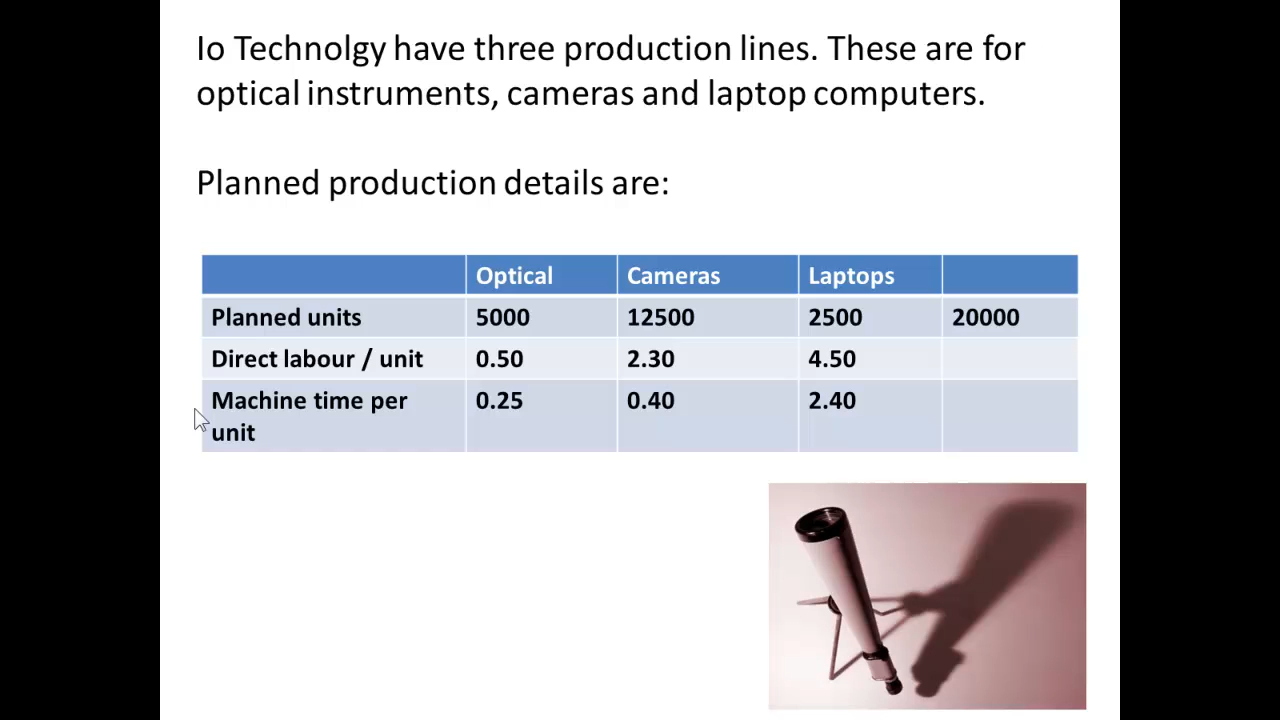 Io Technolgy have three production lines. These are for
optical instruments, cameras and laptop computers.
Planned production details are:
Optical Cameras Laptops
Planned units 5000 12500 2500 20000
Direct labour / unit 0.50 2.30 4.50
Machine time per 0.25 0.40 2.40
unit